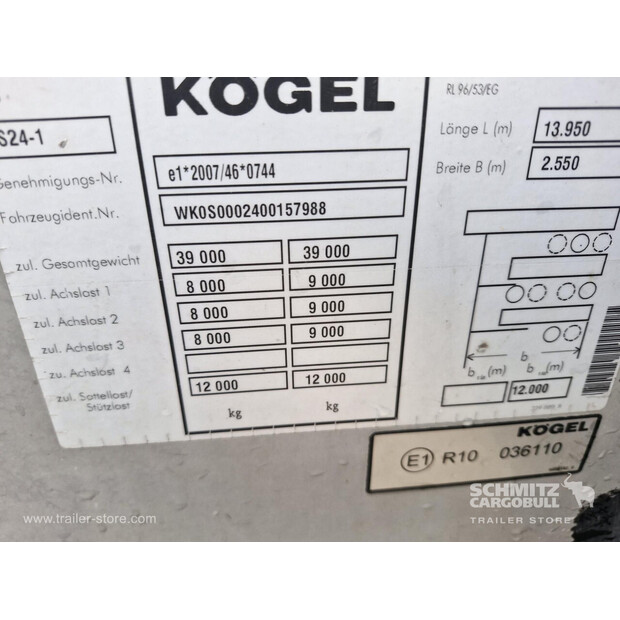 KÖGEL
S24-1
Genehmigungs-Nr.
e1*2007/46*0744
Fahrzeugident.Nr.
WK0S0002400157988
zul. Gesamtgewicht 39 000 39 000
zul. Achslast 1 8 000 9 000
zul. Achslast 2 8 000 9 000
zul. Achslast 3 8 000 9 000
zu. Achslast 4
zul. Sattellast/ 12 000 12 000
Stützlast
kg kg
RL 96/53/EG
Länge L (m) 13.950
Breite B (m) 2.550
b b
b (m) b (m)
12.000
KÖGEL
E1 R10 036110
SCHMITZ
CARGOBULL
TRAILER STORE
www.trailer-store.com